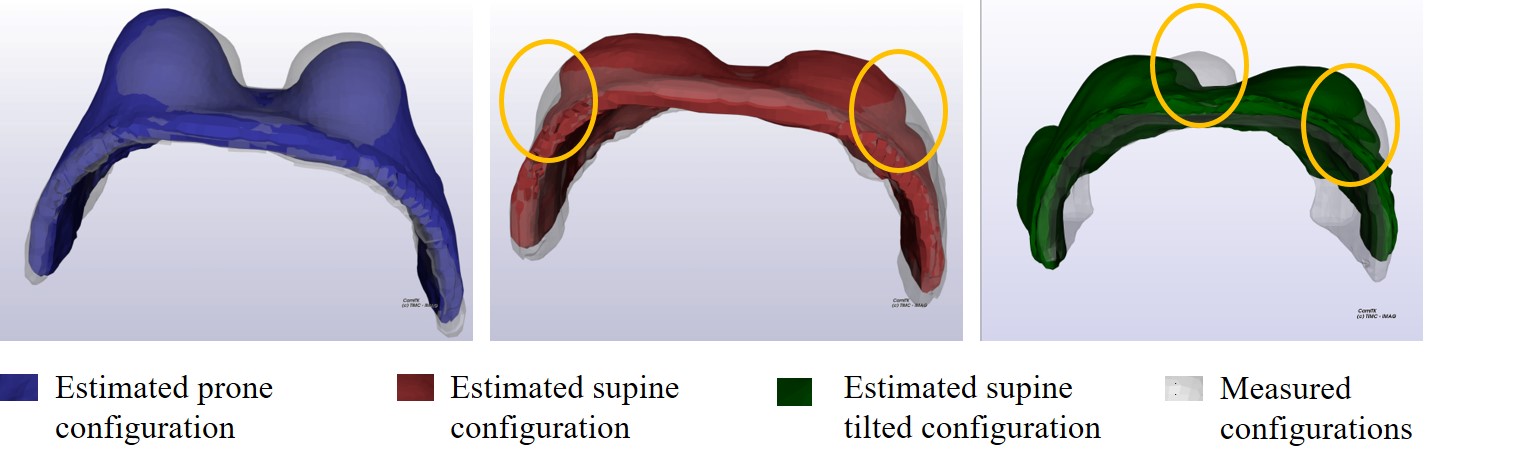 CamiTK
(c) TIMC - IMAG
CamiTK
(c) TIMC - IMAG
CamiTK
(c) TIMC - IMAG
Estimated prone
configuration
Estimated supine
configuration
Estimated supine
tilted configuration
Measured
configurations